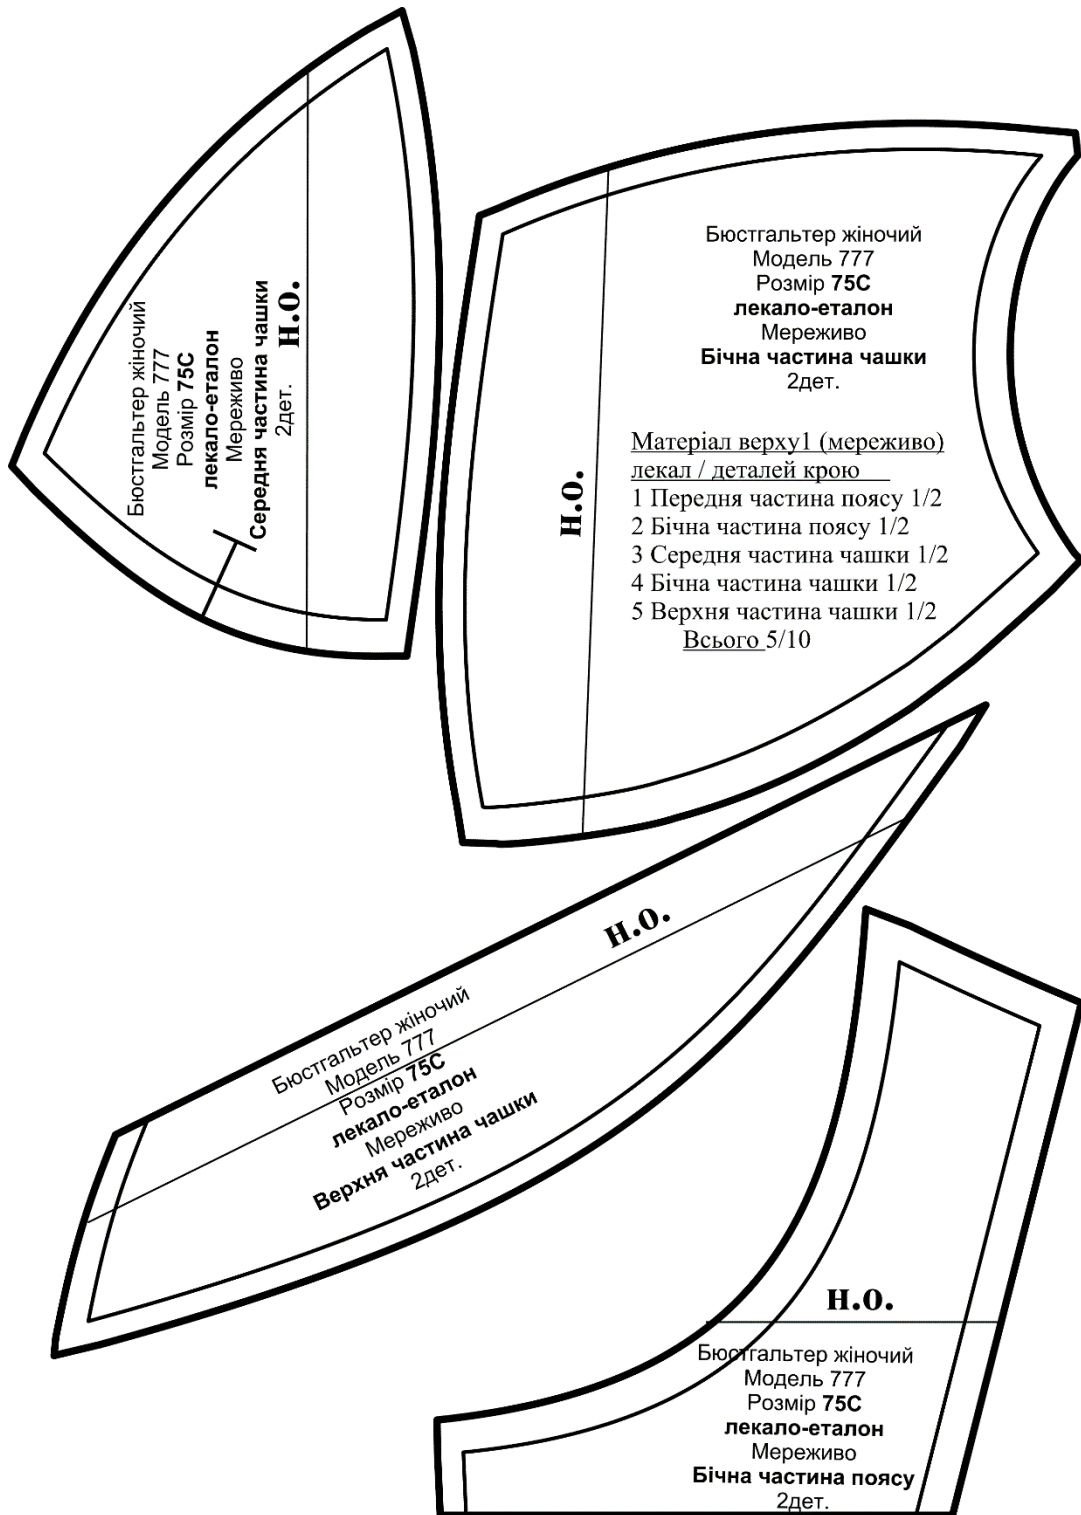 Бюстгальтер жіночий
Модель 777
Розмір 75С
лекало-еталон
Мереживо
Середня частина чашки
2дет.
н.о.
Бюстгальтер жіночий
Модель 777
Розмір 75С
лекало-еталон
Мереживо
Бічна частина чашки
2дет.
Матеріал верху1 (мереживо)
лекал / деталей крою
1 Передня частина поясу 1/2
2 Бічна частина поясу 1/2
3 Середня частина чашки 1/2
4 Бічна частина чашки 1/2
5 Верхня частина чашки 1/2
Всього 5/10
н.о.
н.о.
Бюстгальтер жіночий
Модель 777
Розмір 75С
лекало-еталон
Мереживо
Верхня частина чашки
2дет.
н.о.
Бюстгальтер жіночий
Модель 777
Розмір 75С
лекало-еталон
Мереживо
Бічна частина поясу
2дет.